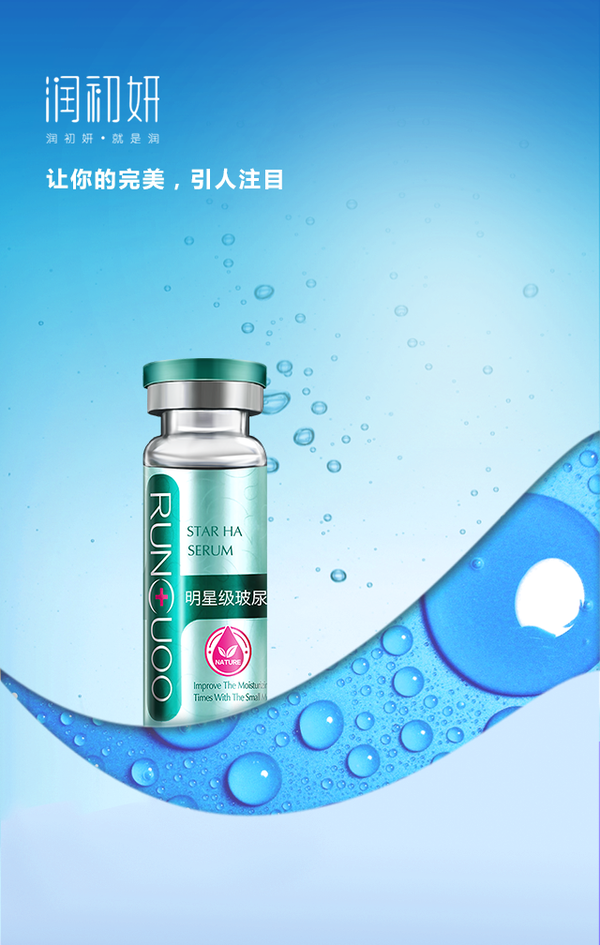 润初妍
润初妍•就是润
让你的完美，引人注目
RUNCUOO
STAR HA
SERUM
明星级玻尿
NATURE
Improve The
Times With The Small